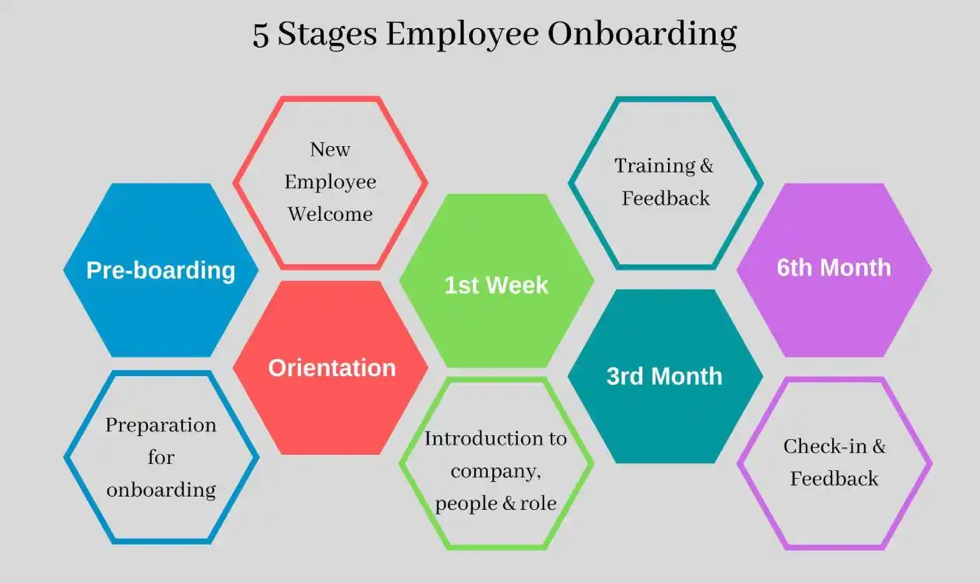 5 Stages Employee Onboarding
Pre-boarding
Preparation
for
onboarding
New
Employee
Welcome
Orientation
1st Week
Introduction to
company,
people & role
Training &
Feedback
3rd Month
6th Month
Check-in &
Feedback